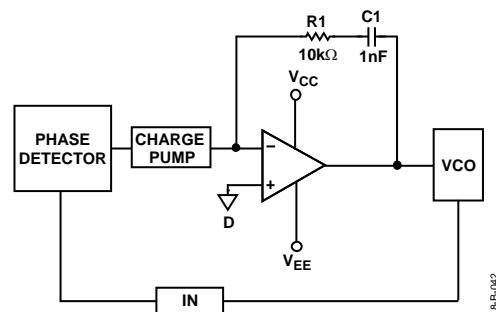 R1
10kΩ
C1
1nF
VCC
PHASE
DETECTOR
CHARGE
PUMP
−
+
D
VEE
VCO
IN